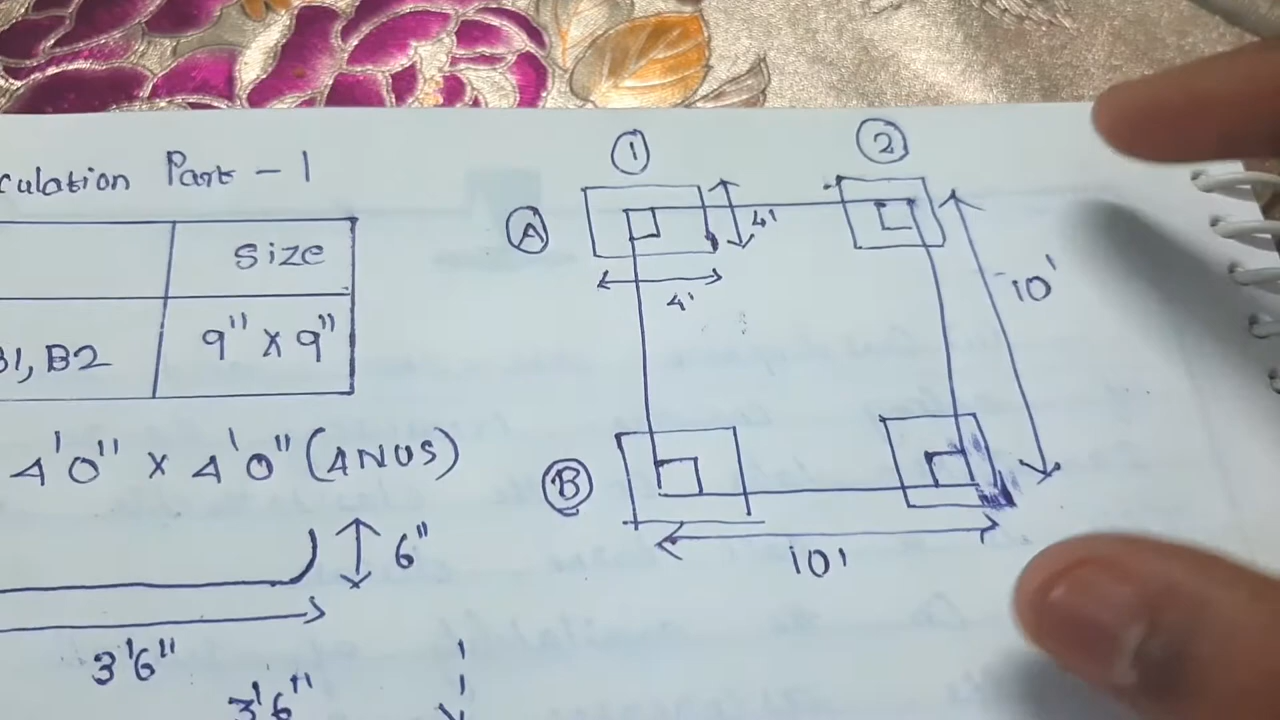 culation Part - 1
Size
B1, B2 9" x 9"
4'0" x 4'0" (4NOS)
6"
3'6"
3'6"
1 2
A
4'
4'
10'
B
10'